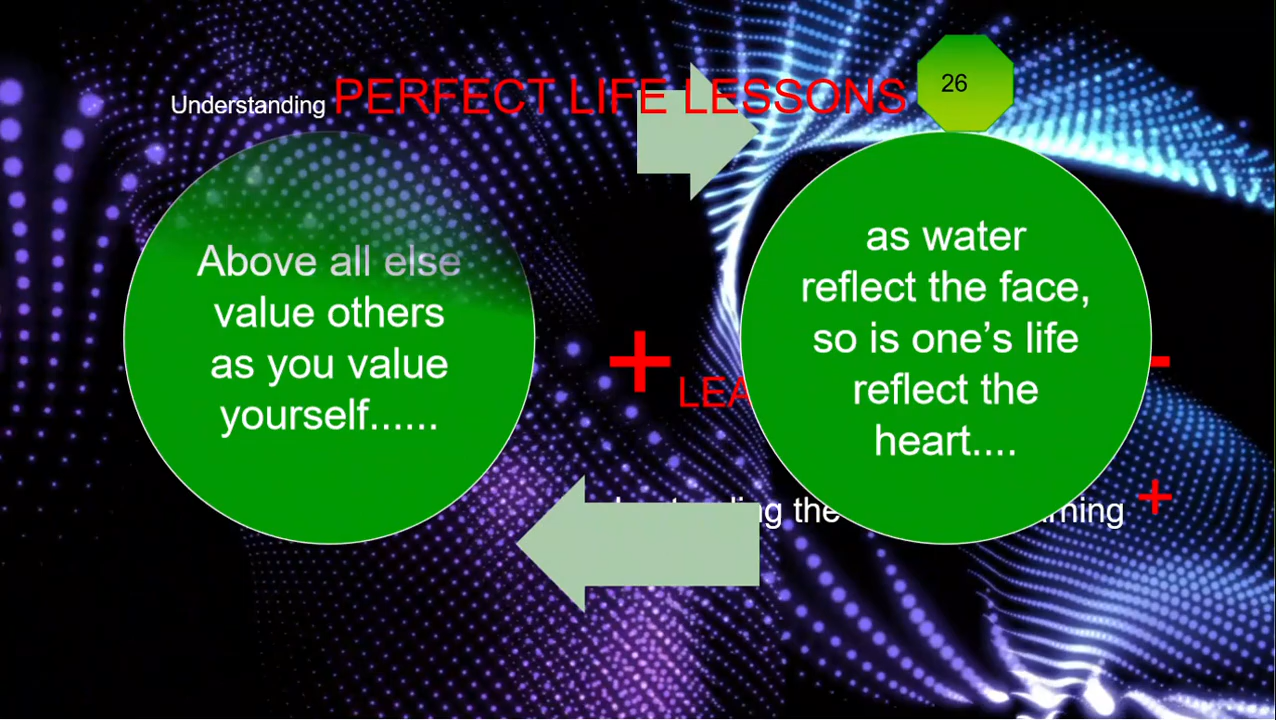 Understanding PERFECT LIFE LESSONS 26
Above all else
value others
as you value
yourself......
as water
reflect the face,
so is one's life
reflect the
heart....
+ -
the
+